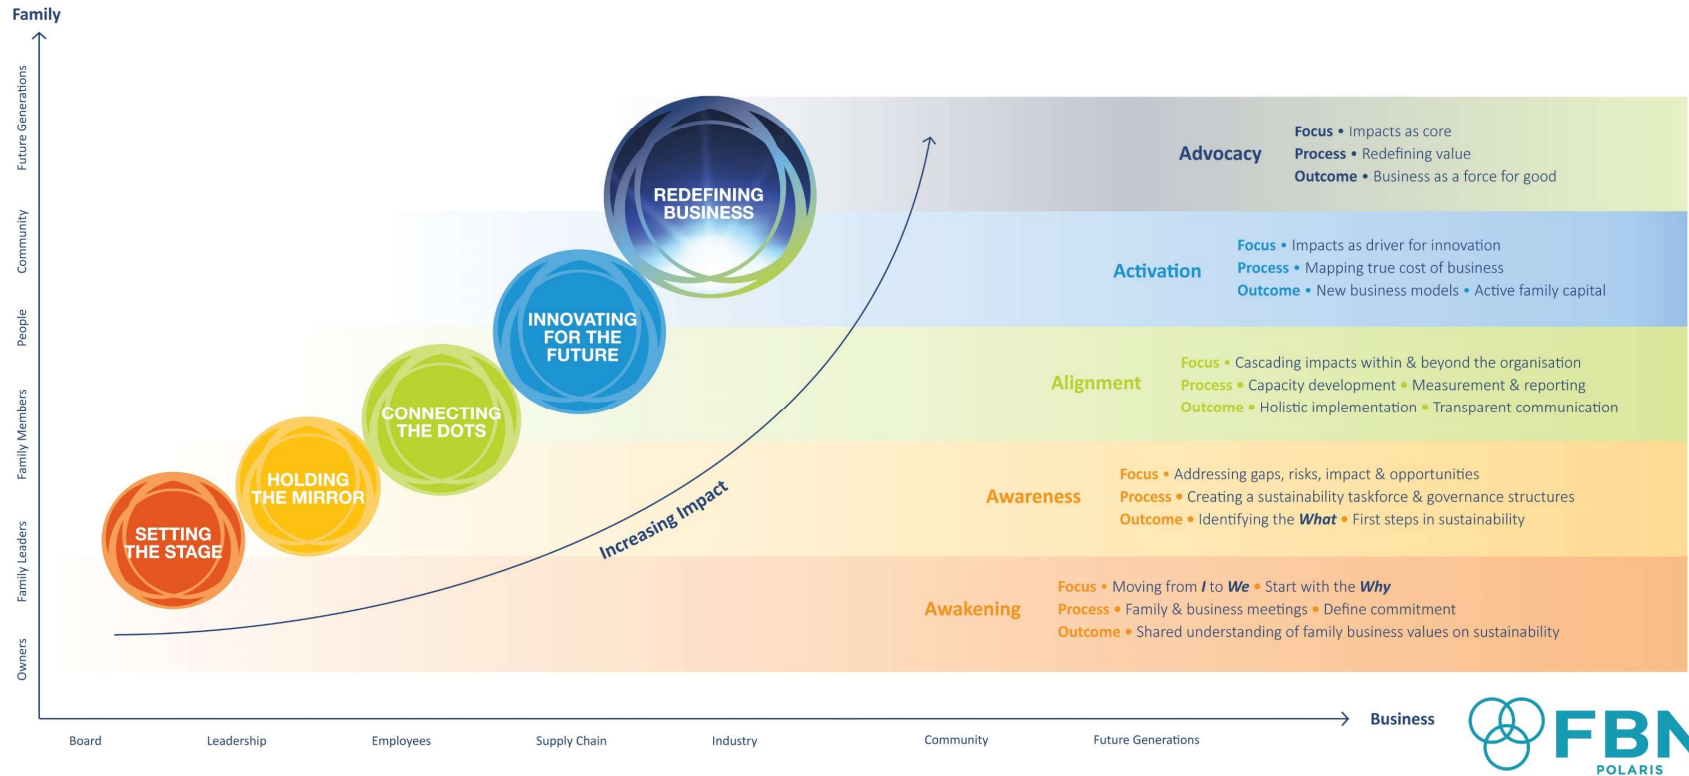 Family
Future Generations
Community
People
Family Members
Family Leaders
Owners
REDEFINING
BUSINESS
INNOVATING
FOR THE
FUTURE
CONNECTING
THE DOTS
HOLDING
THE MIRROR
SETTING
THE STAGE
Increasing Impact
Advocacy
Focus • Impacts as core
Process • Redefining value
Outcome • Business as a force for good
Activation
Focus • Impacts as driver for innovation
Process • Mapping true cost of business
Outcome • New business models • Active family capital
Alignment
Focus • Cascading impacts within & beyond the organisation
Process • Capacity development • Measurement & reporting
Outcome • Holistic implementation • Transparent communication
Awareness
Focus • Addressing gaps, risks, impact & opportunities
Process • Creating a sustainability taskforce & governance structures
Outcome • Identifying the What • First steps in sustainability
Awakening
Focus • Moving from I to We • Start with the Why
Process • Family & business meetings • Define commitment
Outcome • Shared understanding of family business values on sustainability
Business
Board
Leadership
Employees
Supply Chain
Industry
Community
Future Generations
FBN
POLARIS